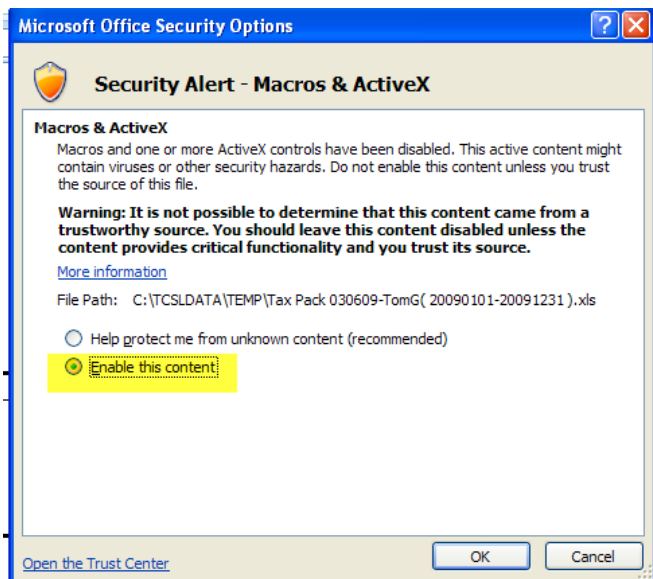 Microsoft Office Security Options
Security Alert - Macros & ActiveX
Macros & ActiveX
Macros and one or more ActiveX controls have been disabled. This active content might
contain viruses or other security hazards. Do not enable this content unless you trust
the source of this file.
Warning: It is not possible to determine that this content came from a
trustworthy source. You should leave this content disabled unless the
content provides critical functionality and you trust its source.
More information
File Path: C:\TCSLDATA\TEMP\Tax Pack 030609-TomG( 20090101-20091231 ).xls
Help protect me from unknown content (recommended)
Enable this content
Open the Trust Center
OK
Cancel